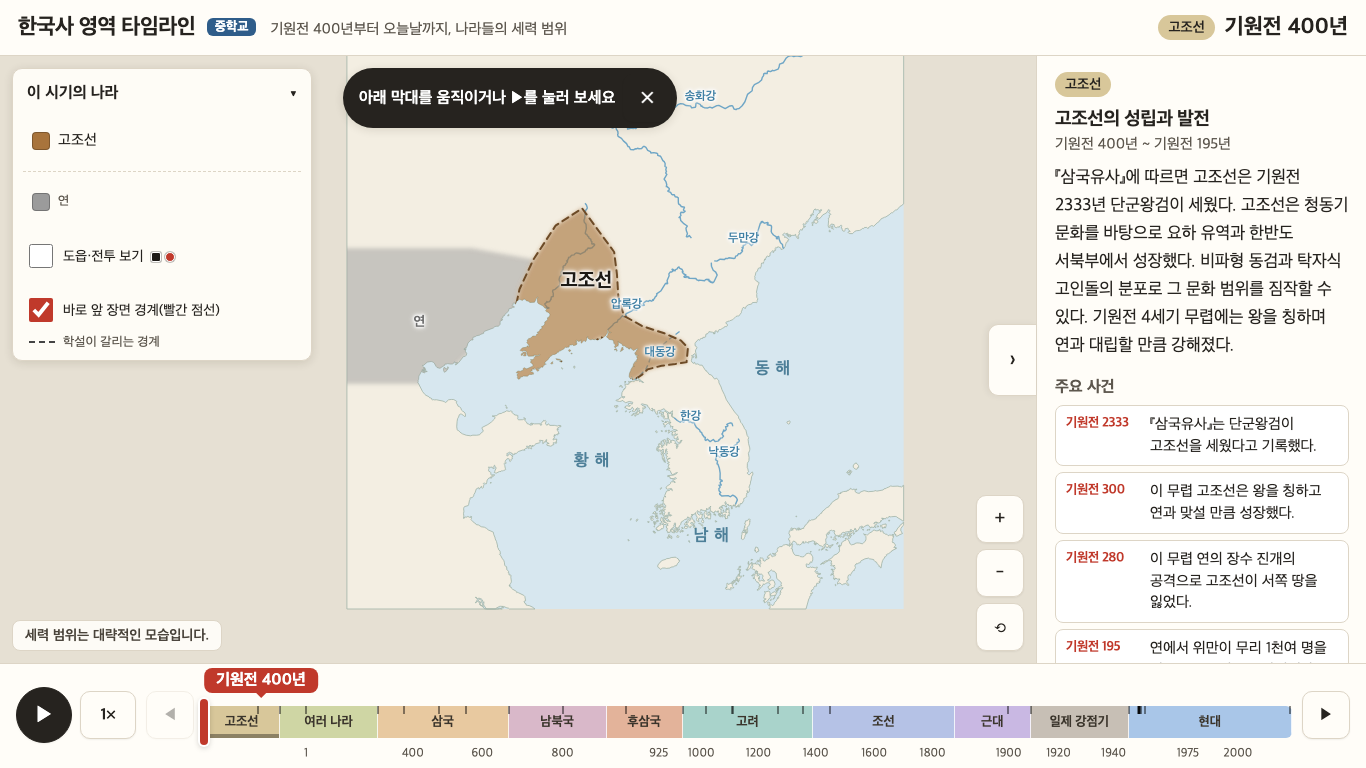 한국사 영역 타임라인
중학교
기원전 400년부터 오늘날까지, 나라들의 세력 범위
고조선
기원전 400년
이 시기의 나라
▼
고조선
연
도읍·전투 보기
바로 앞 장면 경계(빨간 점선)
학설이 갈리는 경계
아래 막대를 움직이거나 ▶를 눌러 보세요 ✕
송화강
두만강
고조선
압록강
연
대동강
동 해
한강
낙동강
황 해
남 해
›
+
−
⟲
세력 범위는 대략적인 모습입니다.
고조선
고조선의 성립과 발전
기원전 400년 ~ 기원전 195년
『삼국유사』에 따르면 고조선은 기원전
2333년 단군왕검이 세웠다. 고조선은 청동기
문화를 바탕으로 요하 유역과 한반도
서북부에서 성장했다. 비파형 동검과 탁자식
고인돌의 분포로 그 문화 범위를 짐작할 수
있다. 기원전 4세기 무렵에는 왕을 칭하며
연과 대립할 만큼 강해졌다.
주요 사건
기원전 2333
『삼국유사』는 단군왕검이
고조선을 세웠다고 기록했다.
기원전 300
이 무렵 고조선은 왕을 칭하고
연과 맞설 만큼 성장했다.
기원전 280
이 무렵 연의 장수 진개의
공격으로 고조선이 서쪽 땅을
잃었다.
기원전 195
연에서 위만이 무리 1천여 명을
기원전 400년
1×
고조선 여러 나라 삼국 남북국 후삼국 고려 조선 근대 일제 강점기 현대
1 400 600 800 925 1000 1200 1400 1600 1800 1900 1920 1940 1975 2000